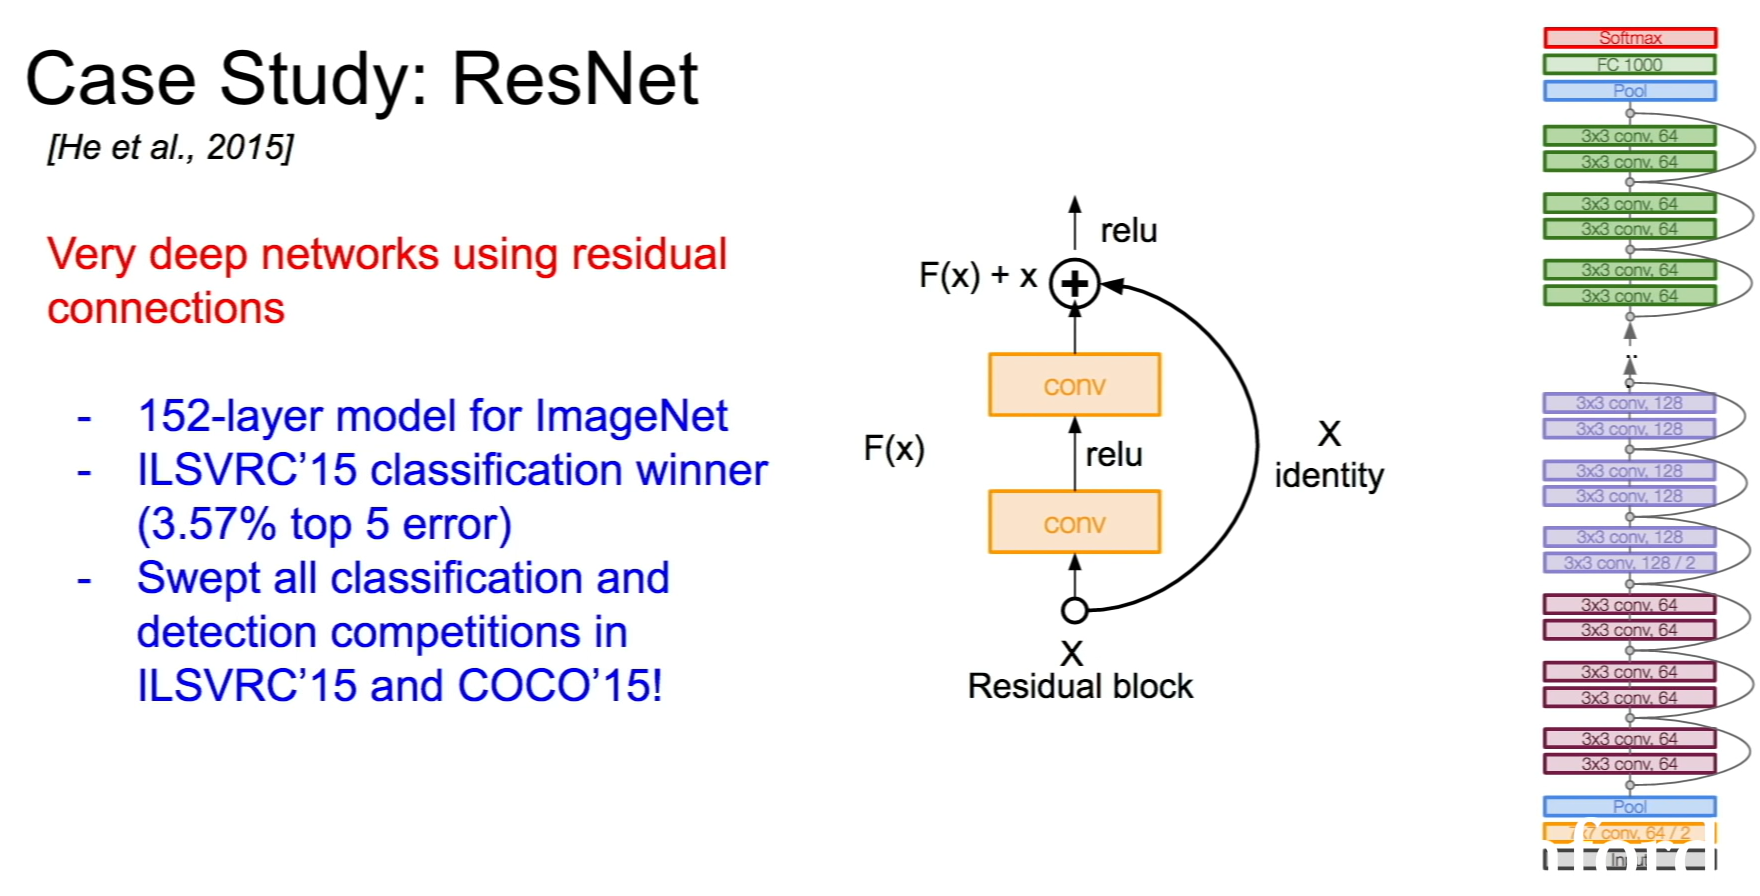 Case Study: ResNet
[He et al., 2015]
Very deep networks using residual
connections
- 152-layer model for ImageNet
- ILSVRC’15 classification winner
(3.57% top 5 error)
- Swept all classification and
detection competitions in
ILSVRC’15 and COCO’15!
relu
F(x) + x
conv
F(x)
relu
X
identity
conv
X
Residual block
Softmax
FC 1000
Pool
3x3 conv, 64
3x3 conv, 64
3x3 conv, 64
3x3 conv, 64
3x3 conv, 64
3x3 conv, 64
..
3x3 conv, 128
3x3 conv, 128
3x3 conv, 128
3x3 conv, 128
3x3 conv, 128
3x3 conv, 128 / 2
3x3 conv, 64
3x3 conv, 64
3x3 conv, 64
3x3 conv, 64
3x3 conv, 64
3x3 conv, 64
Pool
7x7 conv, 64 / 2
Input